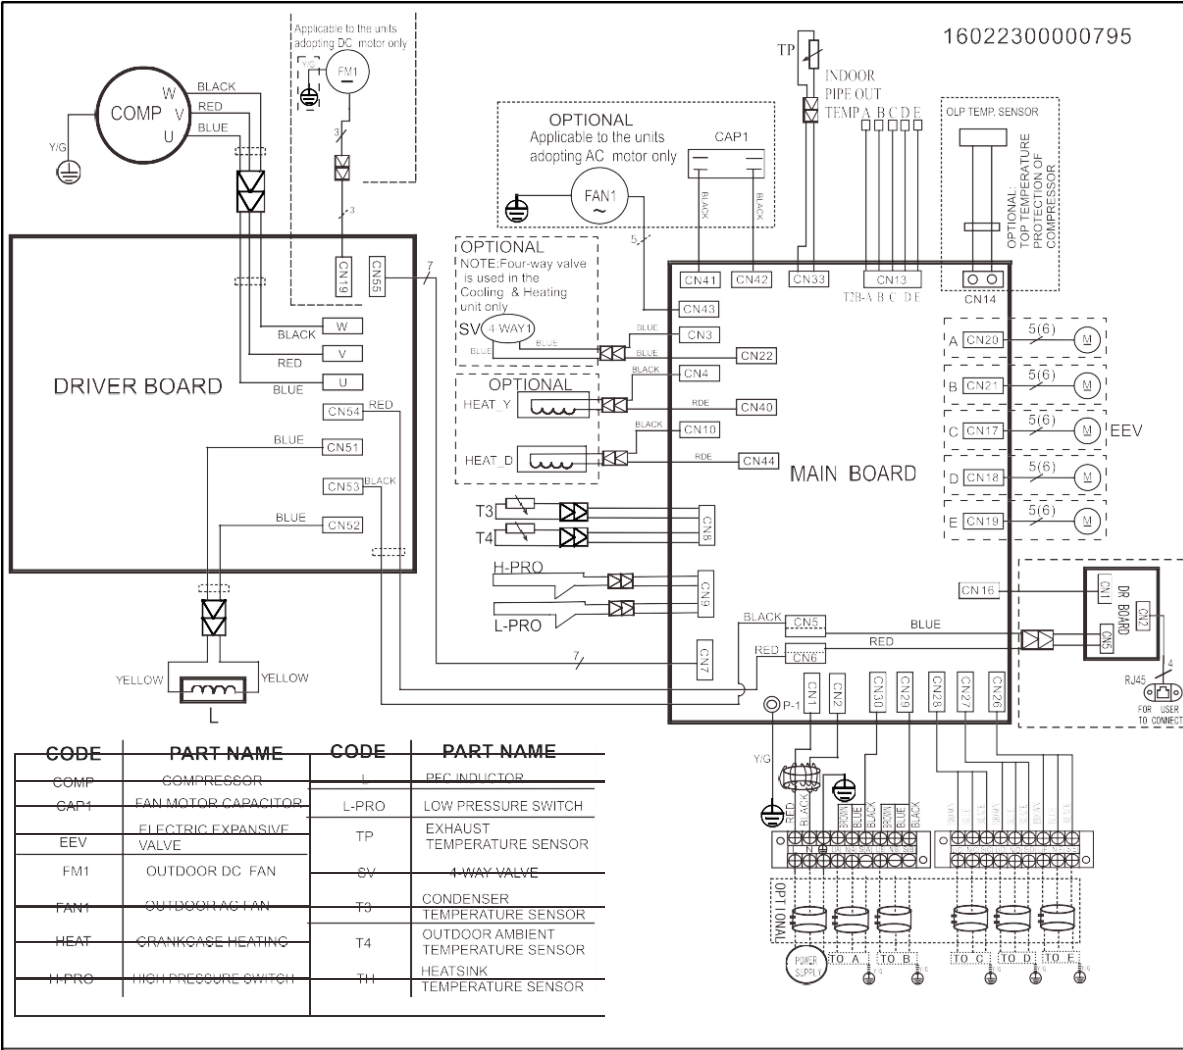 16022300000795
Applicable to the units
adopting DC motor only
Y/G
FM1
3
3
COMP
W
V
U
BLACK
RED
BLUE
Y/G
OPTIONAL
Applicable to the units
adopting AC motor only
CAP1
FAN1
BLACK
BLACK
5
TP
INDOOR
PIPE OUT
TEMP
A B C D E
OLP TEMP. SENSOR
OPTIONAL:
TOP TEMPERATURE
PROTECTION OF
COMPRESSOR
CN19
CN55
7
OPTIONAL
NOTE:Four-way valve
is used in the
Cooling & Heating
unit only
SV
4-WAY1
BLUE
BLUE
BLUE
BLUE
CN41
CN42
CN33
CN13
T2B-A B C D E
CN14
CN43
CN3
CN22
CN4
BLACK
OPTIONAL
HEAT_Y
RDE
CN40
BLACK
CN10
HEAT_D
RDE
CN44
DRIVER BOARD
BLACK
W
RED
V
BLUE
U
CN54
RED
BLUE
CN51
CN53
BLACK
BLUE
CN52
MAIN BOARD
A
CN20
5(6)
M
B
CN21
5(6)
M
C
CN17
5(6)
M
EEV
D
CN18
5(6)
M
E
CN19
5(6)
M
T3
T4
CN8
H-PRO
L-PRO
CN9
CN16
CN1
DR BOARD
CN2
CN5
4
RJ45
FOR USER
TO CONNECT
BLACK
CN5
BLUE
RED
CN6
RED
7
CN7
YELLOW
YELLOW
L
P-1
CN1
CN2
CN30
CN29
CN28
CN27
CN26
Y/G
RED
BLACK
BROWN
BLUE
BLACK
BROWN
BLUE
BLACK
OPTIONAL
POWER
SUPPLY
TO A
TO B
TO C
TO D
TO E
Y/G
Y/G
Y/G
Y/G
Y/G
CODE PART NAME CODE PART NAME
COMP COMPRESSOR L PFC INDUCTOR
CAP1 FAN MOTOR CAPACITOR L-PRO LOW PRESSURE SWITCH
EEV ELECTRIC EXPANSIVE
VALVE
TP EXHAUST
TEMPERATURE SENSOR
FM1 OUTDOOR DC FAN SV 4-WAY VALVE
FAN1 OUTDOOR AC FAN T3 CONDENSER
TEMPERATURE SENSOR
HEAT CRANKCASE HEATING T4 OUTDOOR AMBIENT
TEMPERATURE SENSOR
H-PRO HIGH PRESSURE SWITCH TH HEATSINK
TEMPERATURE SENSOR